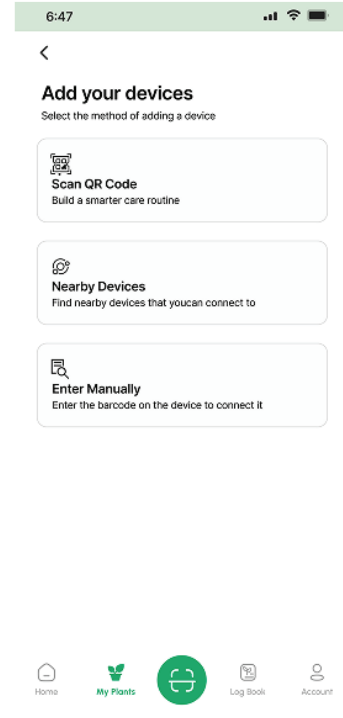 6:47
Add your devices
Select the method of adding a device
Scan QR Code
Build a smarter care routine
Nearby Devices
Find nearby devices that youcan connect to
Enter Manually
Enter the barcode on the device to connect it
Home My Plants Log Book Account